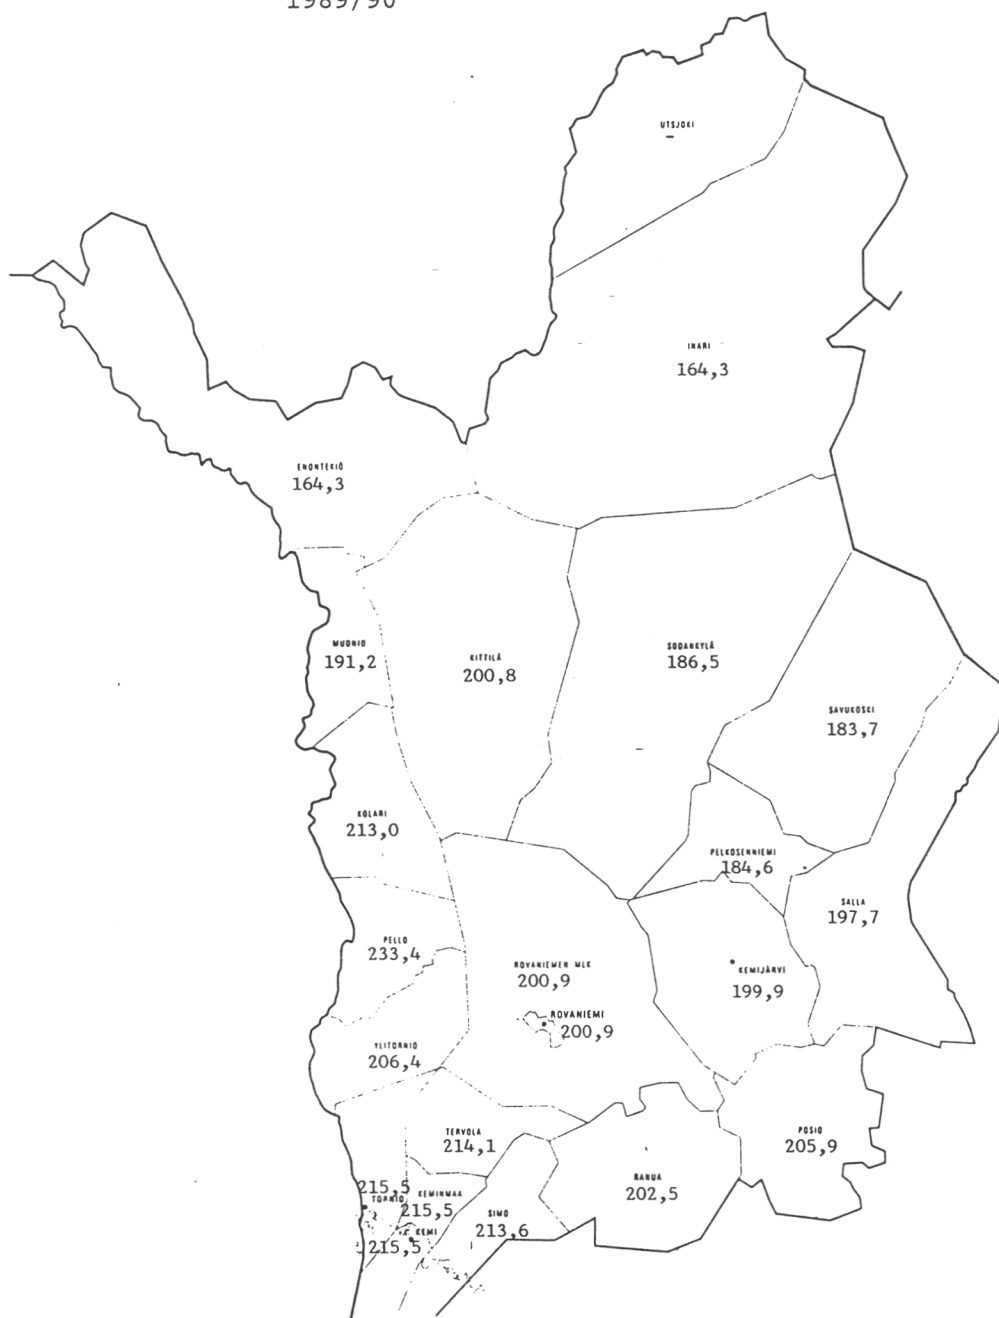 1989/90
UTSJOKI
–
INARI
164,3
ENONTEKIÖ
164,3
MUONIO
191,2
KITTILÄ
200,8
SODANKYLÄ
186,5
SAVUKOSKI
183,7
KOLARI
213,0
PELKOSENNIEMI
184,6
SALLA
197,7
PELLO
233,4
ROVANIEMEN MLK
200,9
KEMIJÄRVI
199,9
ROVANIEMI
200,9
YLITORNIO
206,4
TERVOLA
214,1
POSIO
205,9
RANUA
202,5
215,5
TORNIO
KEMINMAA
215,5
SIMO
213,6
KEMI
215,5